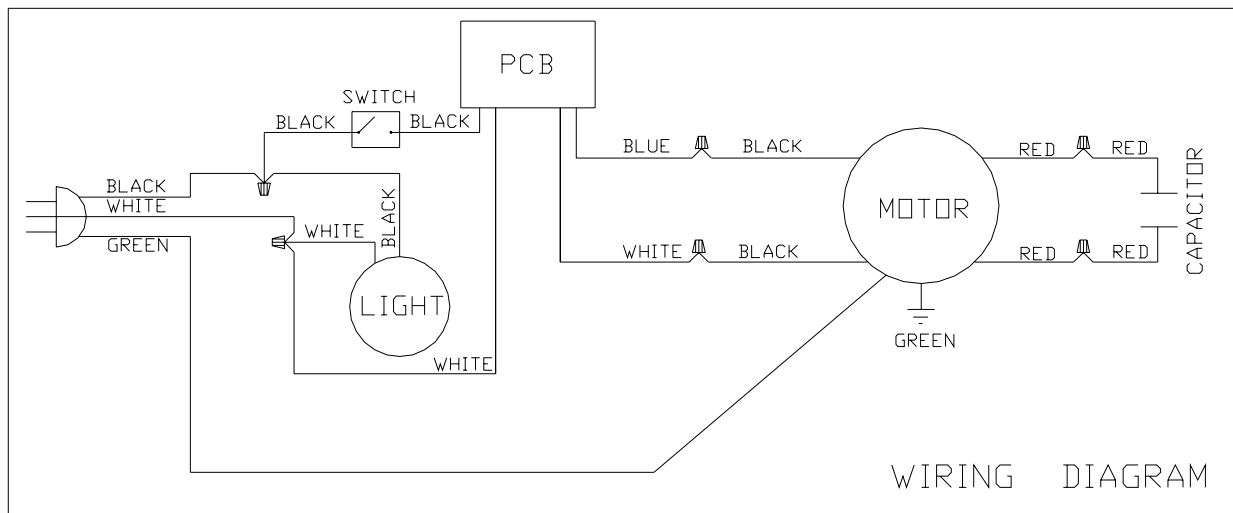 PCB
SWITCH
BLACK
BLACK
BLUE
BLACK
RED
RED
BLACK
WHITE
GREEN
BLACK
WHITE
MOTOR
CAPACITOR
WHITE
BLACK
RED
RED
LIGHT
GREEN
WHITE
WIRING DIAGRAM